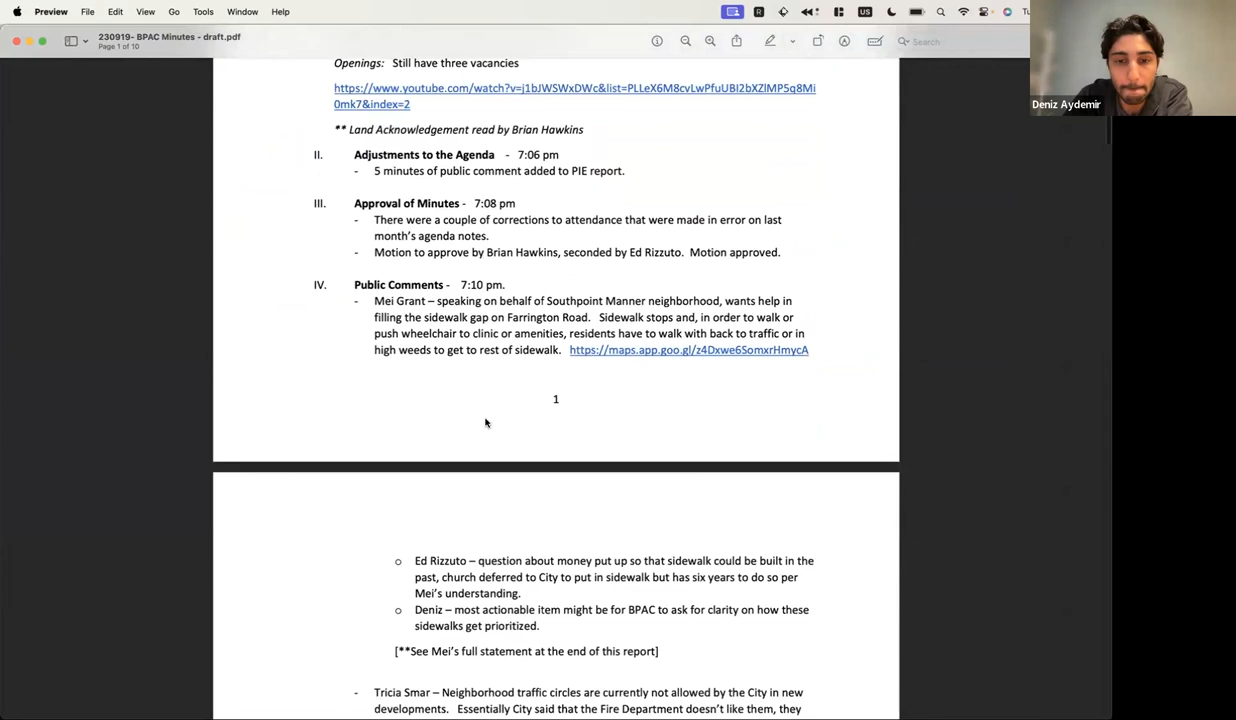 Preview File Edit View Go Tools Window Help
R US Tu
230919- BPAC Minutes - draft.pdf
Page 1 of 10
Search
Deniz Aydemir
Openings: Still have three vacancies
https://www.youtube.com/watch?v=j1bJWSWxDWc&list=PLLeX6M8cvLwPfuUBI2bXZlMP5q8Mi
0mk7&index=2
** Land Acknowledgement read by Brian Hawkins
II. Adjustments to the Agenda - 7:06 pm
- 5 minutes of public comment added to PIE report.
III. Approval of Minutes - 7:08 pm
- There were a couple of corrections to attendance that were made in error on last
month's agenda notes.
- Motion to approve by Brian Hawkins, seconded by Ed Rizzuto. Motion approved.
IV. Public Comments - 7:10 pm.
- Mei Grant – speaking on behalf of Southpoint Manner neighborhood, wants help in
filling the sidewalk gap on Farrington Road. Sidewalk stops and, in order to walk or
push wheelchair to clinic or amenities, residents have to walk with back to traffic or in
high weeds to get to rest of sidewalk. https://maps.app.goo.gl/z4Dxwe6SomxrHmycA
1
o Ed Rizzuto – question about money put up so that sidewalk could be built in the
past, church deferred to City to put in sidewalk but has six years to do so per
Mei's understanding.
o Deniz – most actionable item might be for BPAC to ask for clarity on how these
sidewalks get prioritized.
[**See Mei's full statement at the end of this report]
- Tricia Smar – Neighborhood traffic circles are currently not allowed by the City in new
developments. Essentially City said that the Fire Department doesn't like them, they